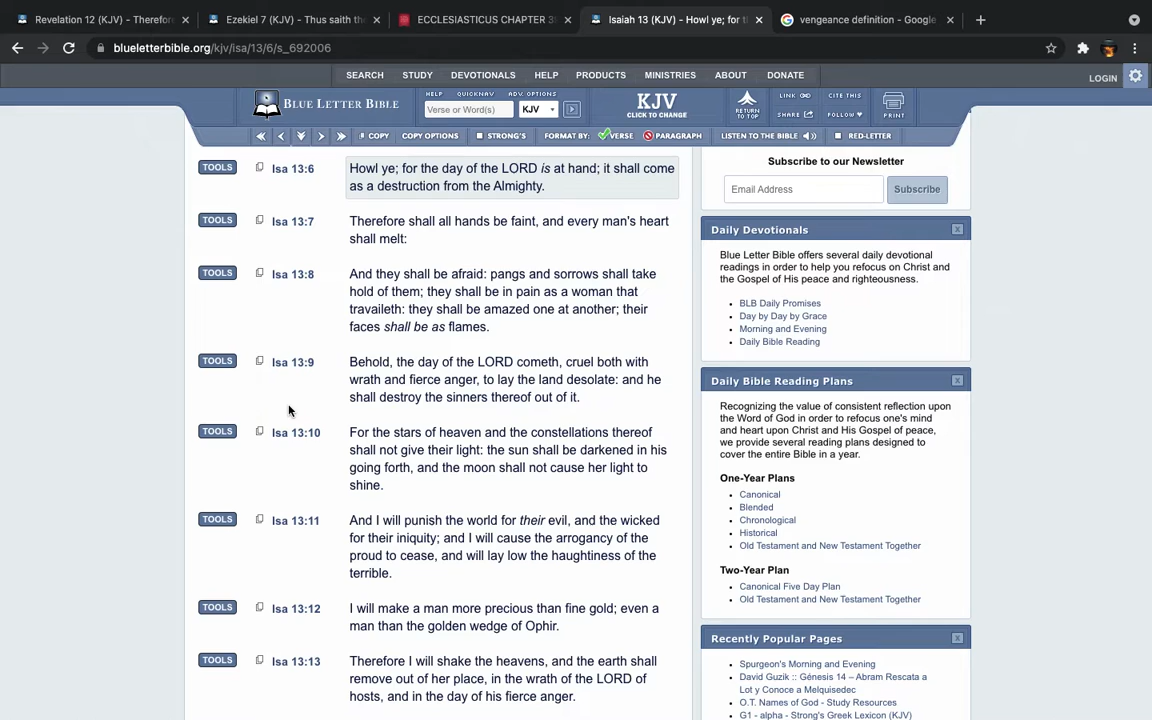 Revelation 12 (KJV) - Therefore
Ezekiel 7 (KJV) - Thus saith the
ECCLESIASTICUS CHAPTER 3
Isaiah 13 (KJV) - Howl ye; for t
vengeance definition - Google
blueletterbible.org/kjv/isa/13/6/s_692006
SEARCH STUDY DEVOTIONALS HELP PRODUCTS MINISTRIES ABOUT DONATE
LOGIN
BLUE LETTER BIBLE
HELP QUICKNAV ADV. OPTIONS
Verse or Word(s) KJV
KJV
CLICK TO CHANGE
RETURN TO TOP
LINK
SHARE
CITE THIS
FOLLOW
PRINT
COPY COPY OPTIONS STRONG'S FORMAT BY: VERSE PARAGRAPH LISTEN TO THE BIBLE RED-LETTER
TOOLS Isa 13:6 Howl ye; for the day of the LORD is at hand; it shall come
as a destruction from the Almighty.
TOOLS Isa 13:7 Therefore shall all hands be faint, and every man's heart
shall melt:
TOOLS Isa 13:8 And they shall be afraid: pangs and sorrows shall take
hold of them; they shall be in pain as a woman that
travaileth: they shall be amazed one at another; their
faces shall be as flames.
TOOLS Isa 13:9 Behold, the day of the LORD cometh, cruel both with
wrath and fierce anger, to lay the land desolate: and he
shall destroy the sinners thereof out of it.
TOOLS Isa 13:10 For the stars of heaven and the constellations thereof
shall not give their light: the sun shall be darkened in his
going forth, and the moon shall not cause her light to
shine.
TOOLS Isa 13:11 And I will punish the world for their evil, and the wicked
for their iniquity; and I will cause the arrogancy of the
proud to cease, and will lay low the haughtiness of the
terrible.
TOOLS Isa 13:12 I will make a man more precious than fine gold; even a
man than the golden wedge of Ophir.
TOOLS Isa 13:13 Therefore I will shake the heavens, and the earth shall
remove out of her place, in the wrath of the LORD of
hosts, and in the day of his fierce anger.
Subscribe to our Newsletter
Email Address Subscribe
Daily Devotionals
Blue Letter Bible offers several daily devotional
readings in order to help you refocus on Christ and
the Gospel of His peace and righteousness.
BLB Daily Promises
Day by Day by Grace
Morning and Evening
Daily Bible Reading
Daily Bible Reading Plans
Recognizing the value of consistent reflection upon
the Word of God in order to refocus one's mind
and heart upon Christ and His Gospel of peace,
we provide several reading plans designed to
cover the entire Bible in a year.
One-Year Plans
Canonical
Blended
Chronological
Historical
Old Testament and New Testament Together
Two-Year Plan
Canonical Five Day Plan
Old Testament and New Testament Together
Recently Popular Pages
Spurgeon's Morning and Evening
David Guzik :: Génesis 14 – Abram Rescata a
Lot y Conoce a Melquisedec
O.T. Names of God - Study Resources
G1 - alpha - Strong's Greek Lexicon (KJV)